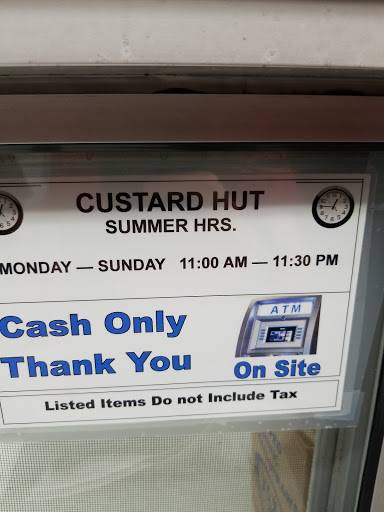 CUSTARD HUT
SUMMER HRS.
MONDAY — SUNDAY 11:00 AM — 11:30 PM
Cash Only
Thank You
ATM
On Site
Listed Items Do not Include Tax